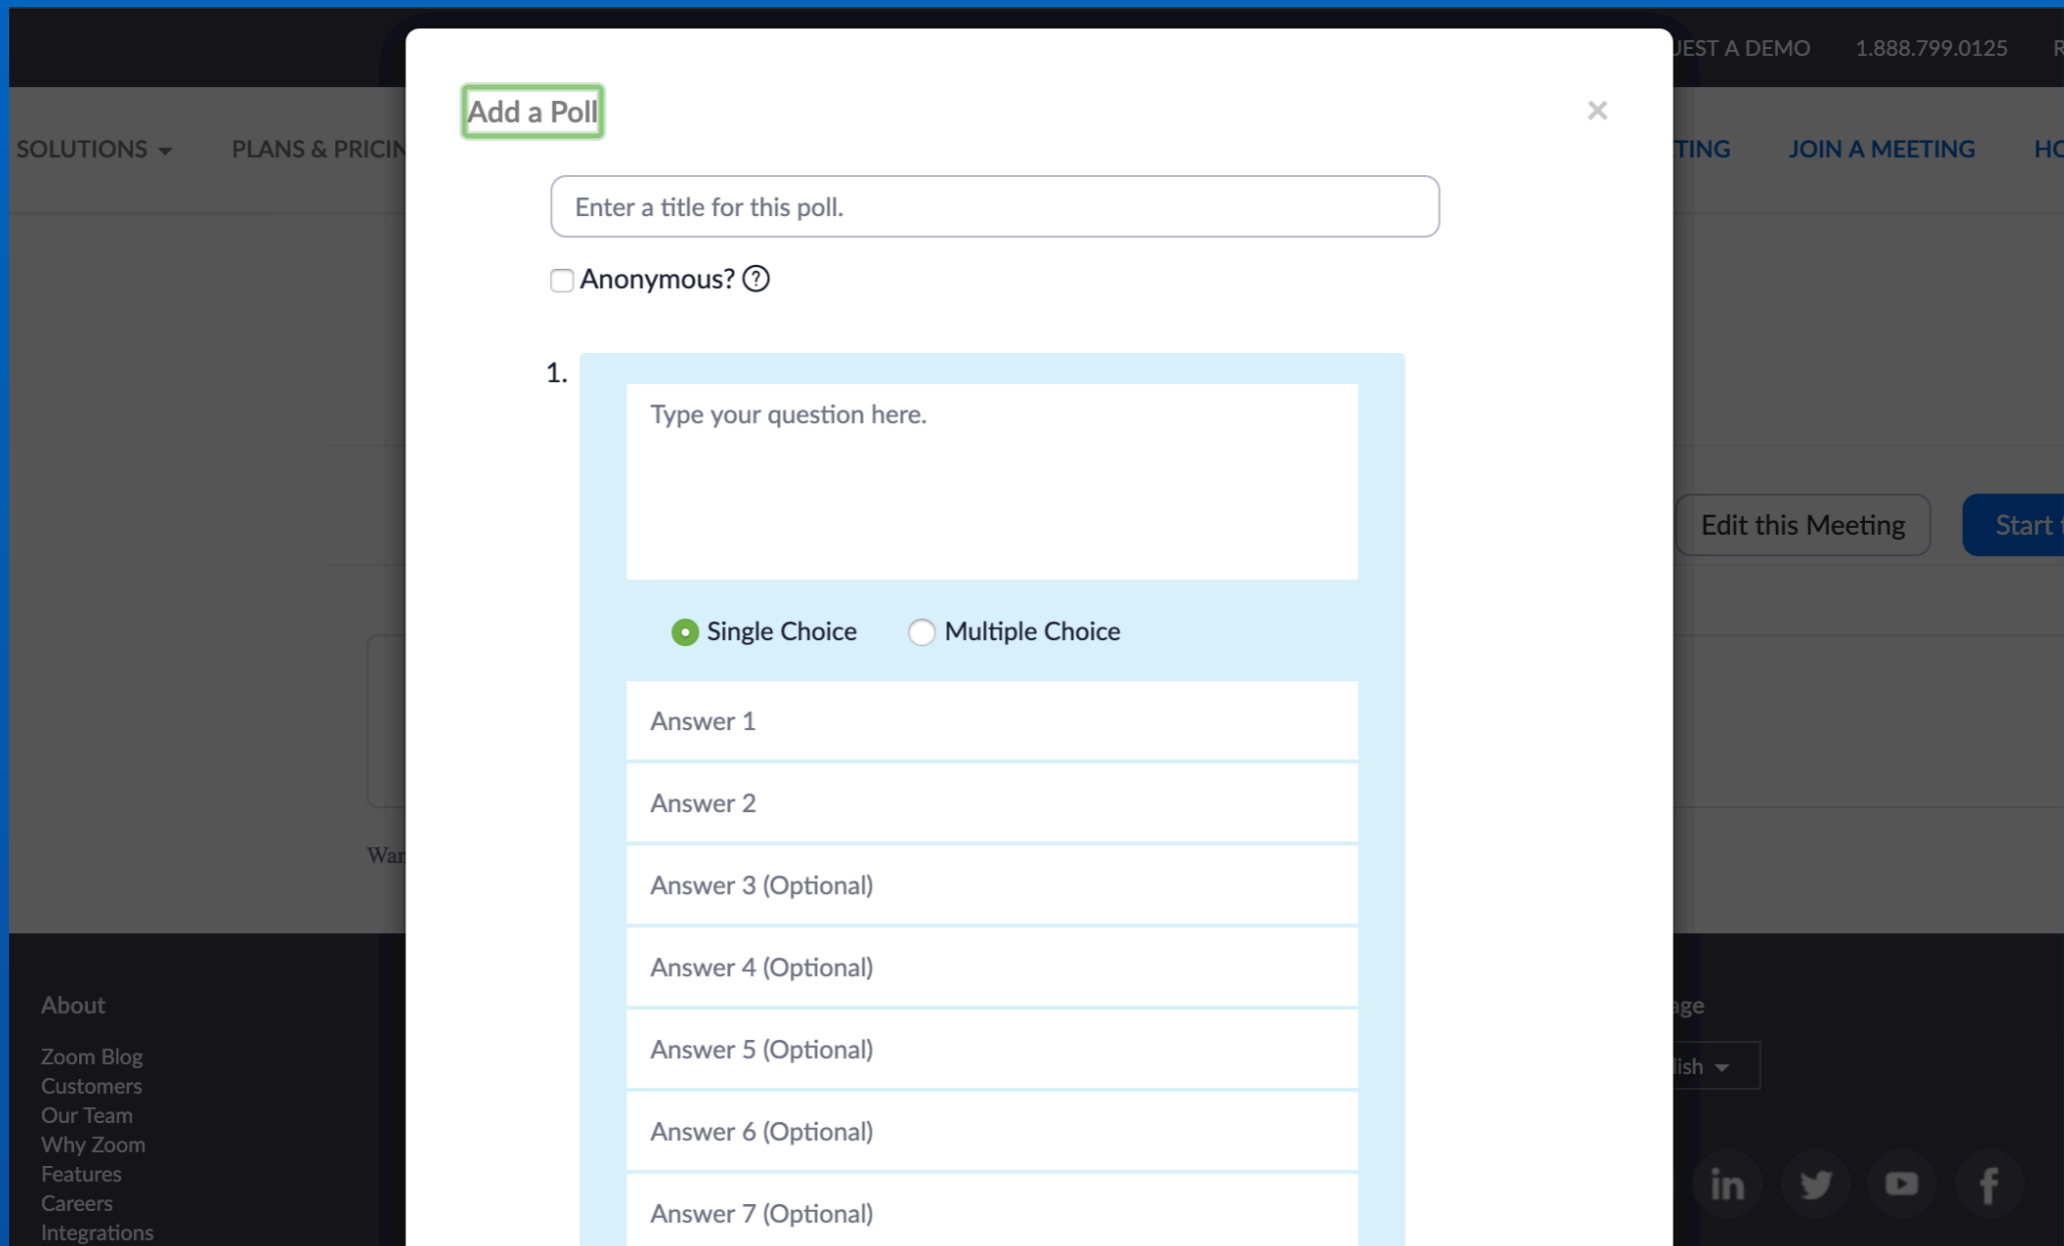 UEST A DEMO 1.888.799.0125
Add a Poll
×
SOLUTIONS PLANS & PRICIN
TING JOIN A MEETING HO
Enter a title for this poll.
Anonymous? ?
1.
Type your question here.
Edit this Meeting Start
Single Choice Multiple Choice
Answer 1
Answer 2
Answer 3 (Optional)
Answer 4 (Optional)
Answer 5 (Optional)
Answer 6 (Optional)
Answer 7 (Optional)
About
Zoom Blog
Customers
Our Team
Why Zoom
Features
Careers
Integrations
age
lish
in f